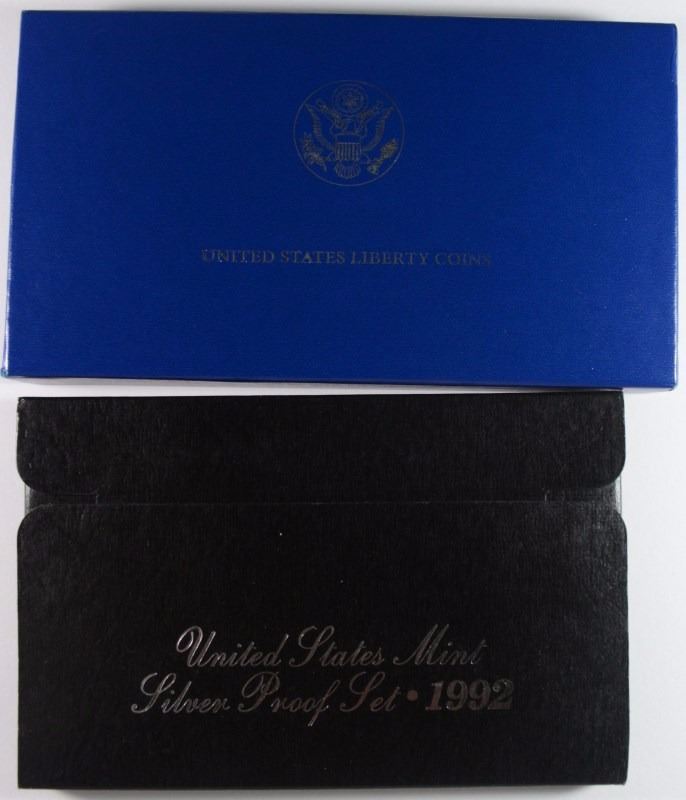 UNITED STATES LIBERTY COINS
United States Mint
Silver Proof Set • 1992